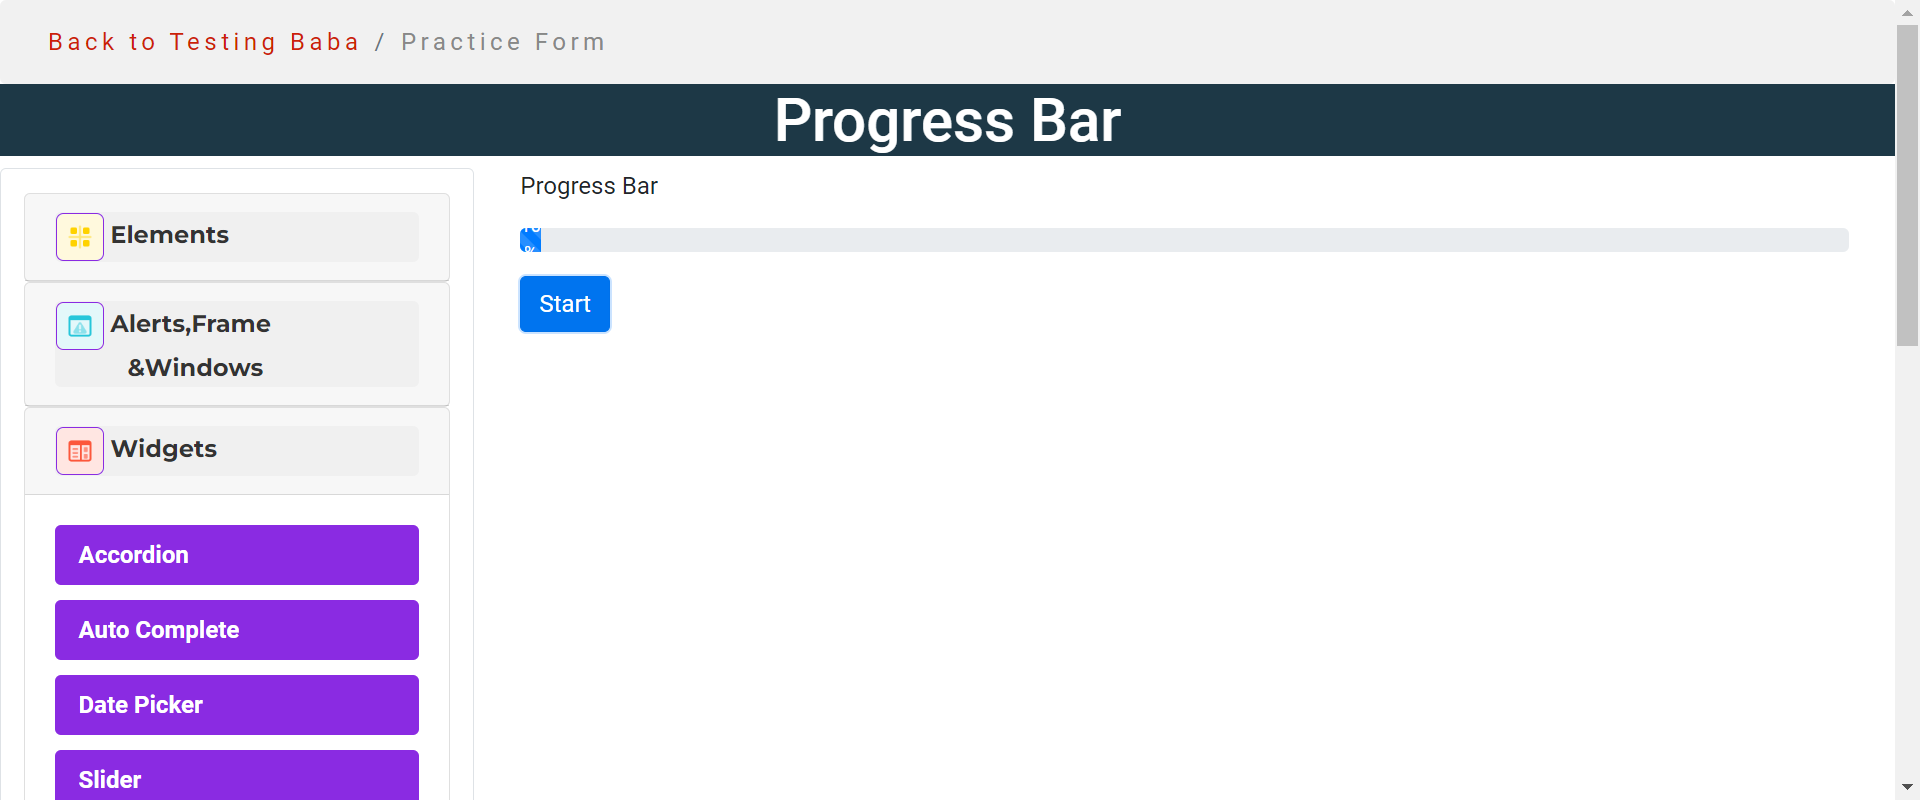 Back to Testing Baba / Practice Form
Progress Bar
Elements
Alerts,Frame
&Windows
Widgets
Accordion
Auto Complete
Date Picker
Slider
Progress Bar
Start